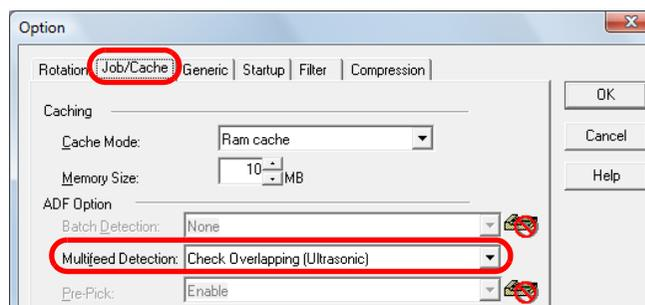 Option
Rotation Job/Cache Generic Startup Filter Compression
OK
Caching
Cache Mode: Ram cache
Cancel
Memory Size: 10 MB
Help
ADF Option
Batch Detection: None
Multifeed Detection: Check Overlapping (Ultrasonic)
Pre-Pick: Enable